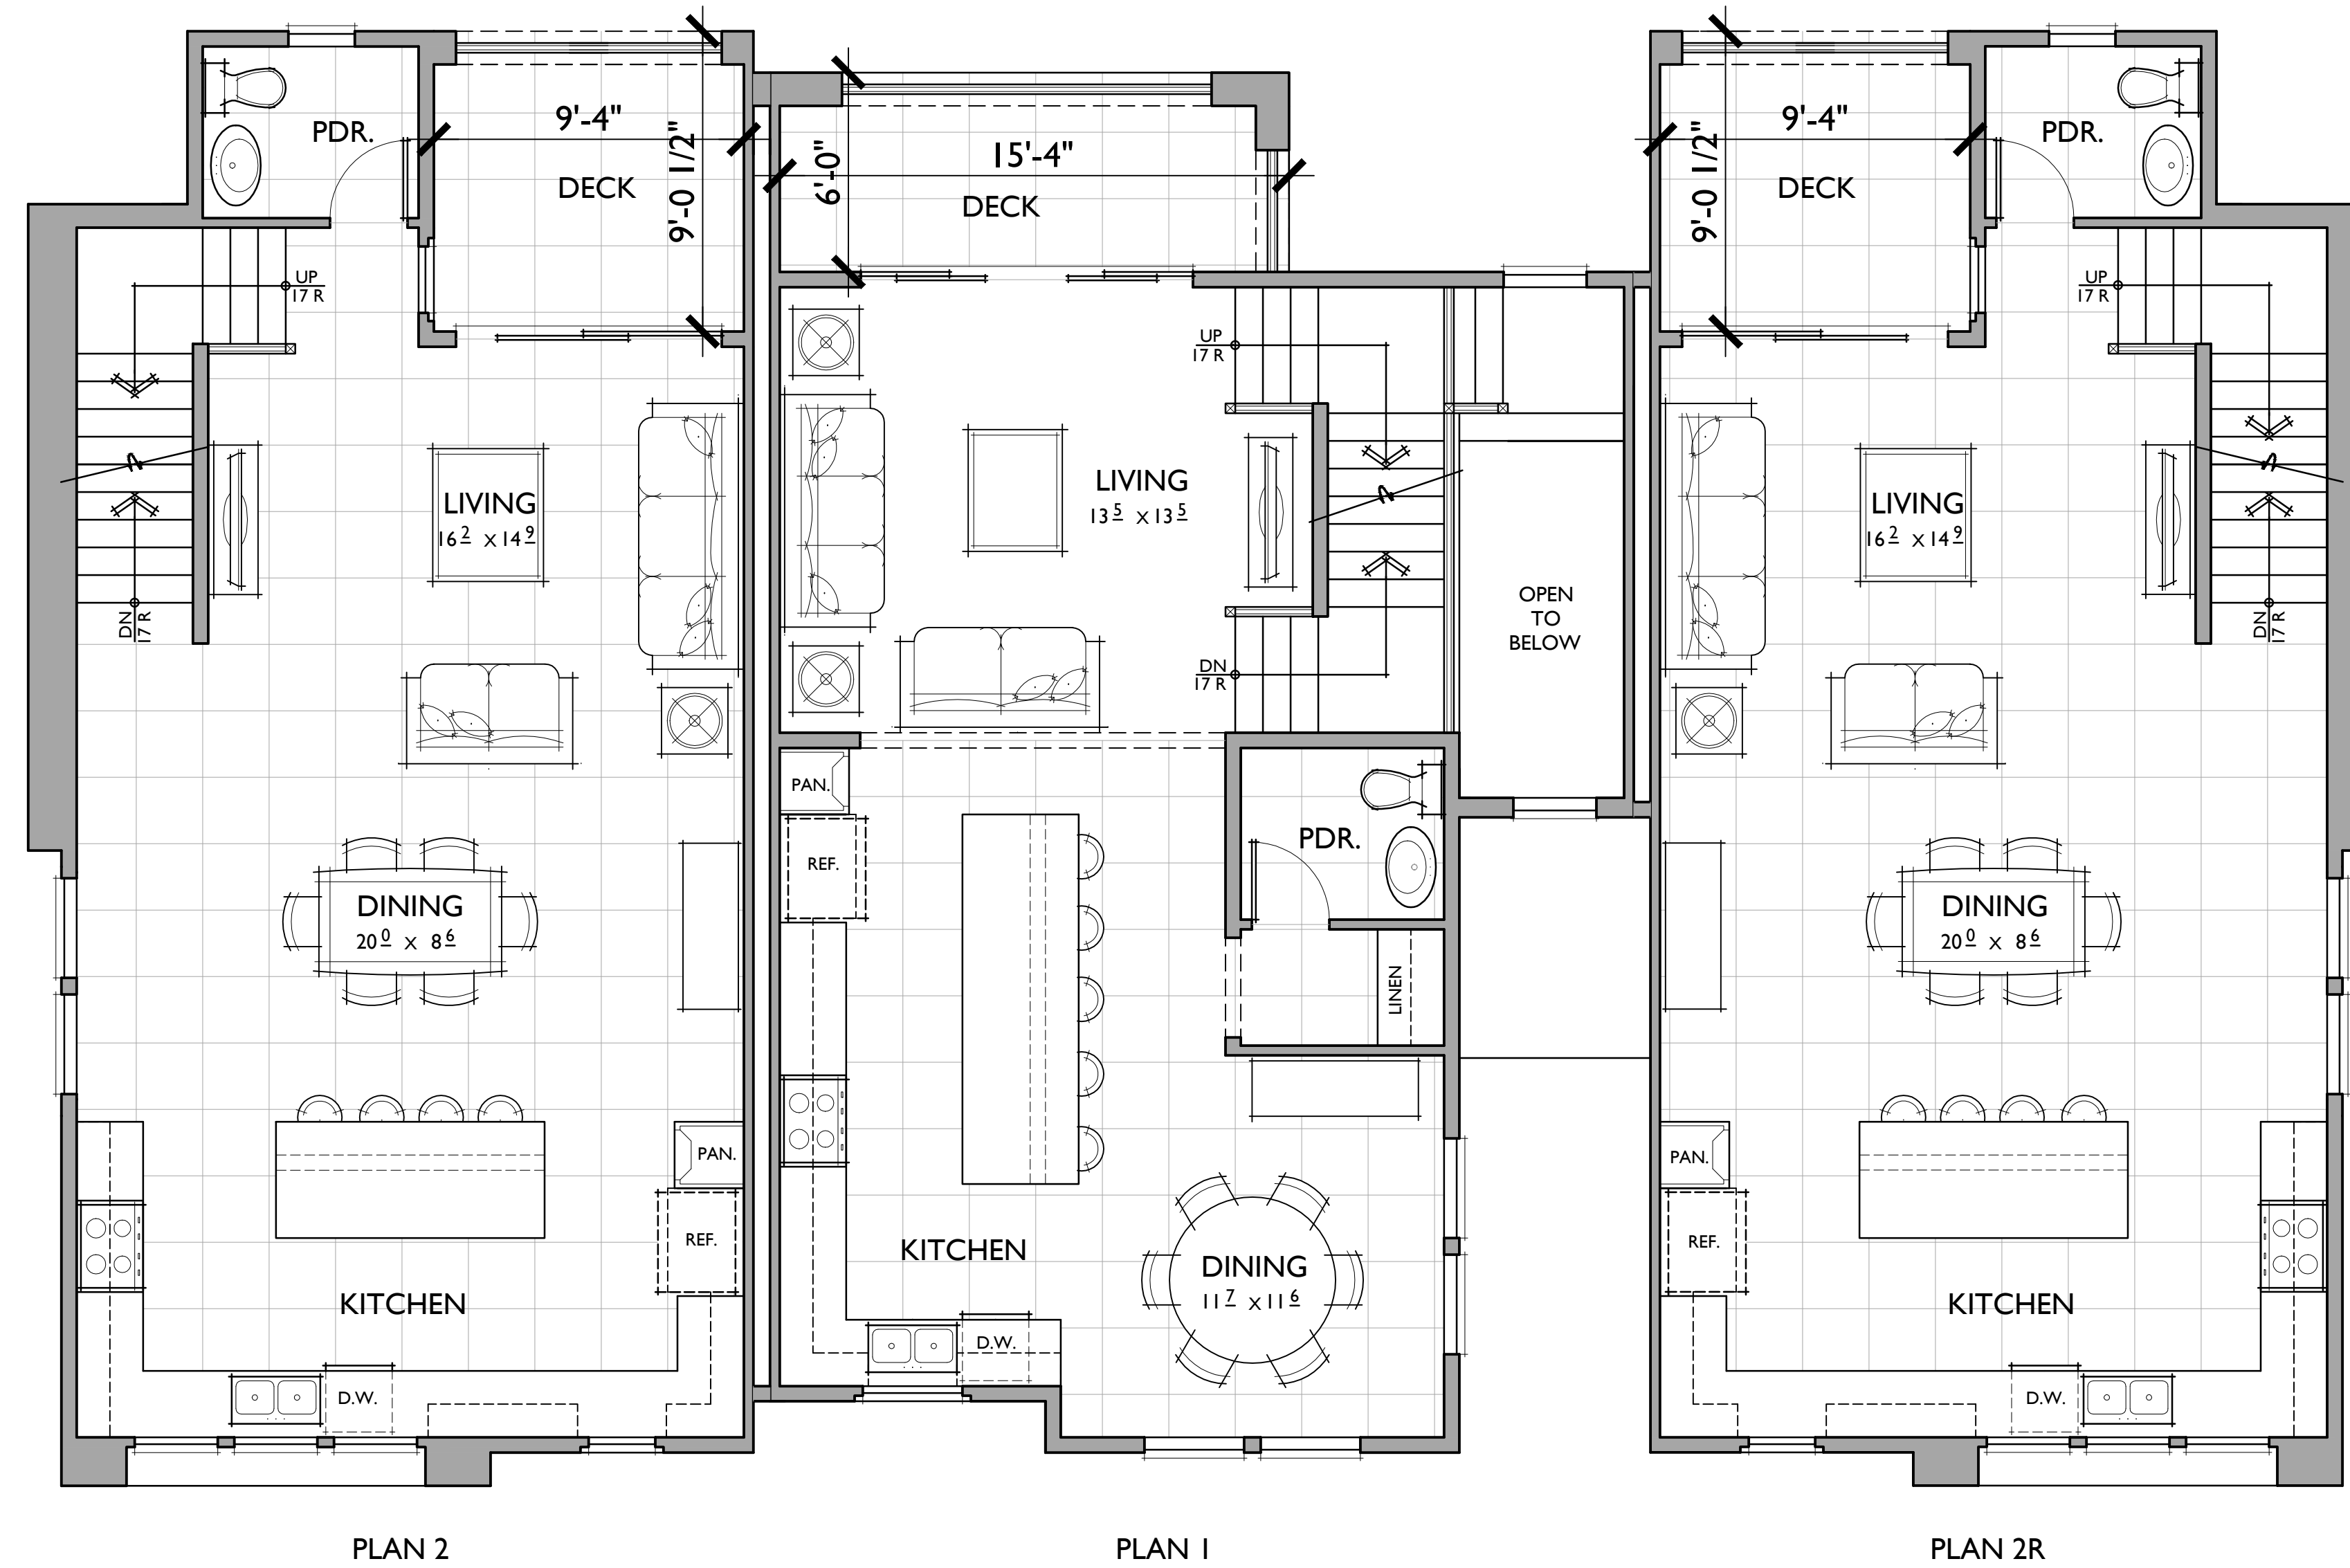 PDR.
9'-4"
9'-0 1/2"
DECK
UP
17 R
LIVING
16 2 X 14 9
DN
17 R
DINING
20 0 X 8 6
PAN.
REF.
KITCHEN
D.W.
PLAN 2
15'-4"
6'-0"
DECK
UP
17 R
LIVING
13 5 X 13 5
OPEN
TO
BELOW
DN
17 R
PAN.
REF.
PDR.
LINEN
KITCHEN
DINING
11 7 X 11 6
D.W.
PLAN 1
9'-4"
9'-0 1/2"
DECK
PDR.
UP
17 R
LIVING
16 2 X 14 9
DN
17 R
DINING
20 0 X 8 6
PAN.
REF.
KITCHEN
D.W.
PLAN 2R